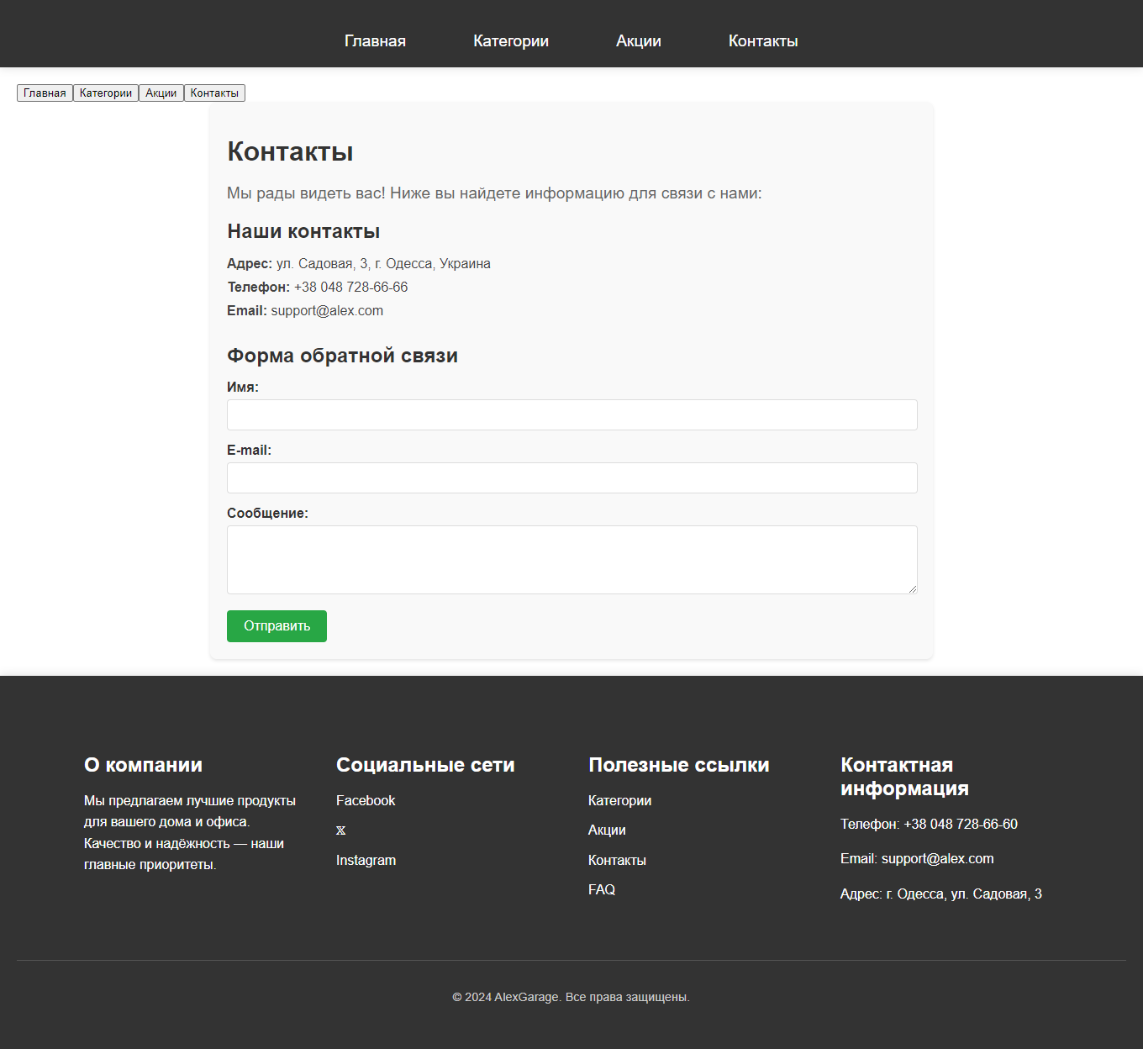 Главная Категории Акции Контакты
Главная Категории Акции Контакты
Контакты
Мы рады видеть вас! Ниже вы найдете информацию для связи с нами:
Наши контакты
Адрес: ул. Садовая, 3, г. Одесса, Украина
Телефон: +38 048 728-66-66
Email: support@alex.com
Форма обратной связи
Имя:
E-mail:
Сообщение:
Отправить
О компании
Мы предлагаем лучшие продукты
для вашего дома и офиса.
Качество и надёжность — наши
главные приоритеты.
Социальные сети
Facebook
𝕏
Instagram
Полезные ссылки
Категории
Акции
Контакты
FAQ
Контактная
информация
Телефон: +38 048 728-66-60
Email: support@alex.com
Адрес: г. Одесса, ул. Садовая, 3
© 2024 AlexGarage. Все права защищены.